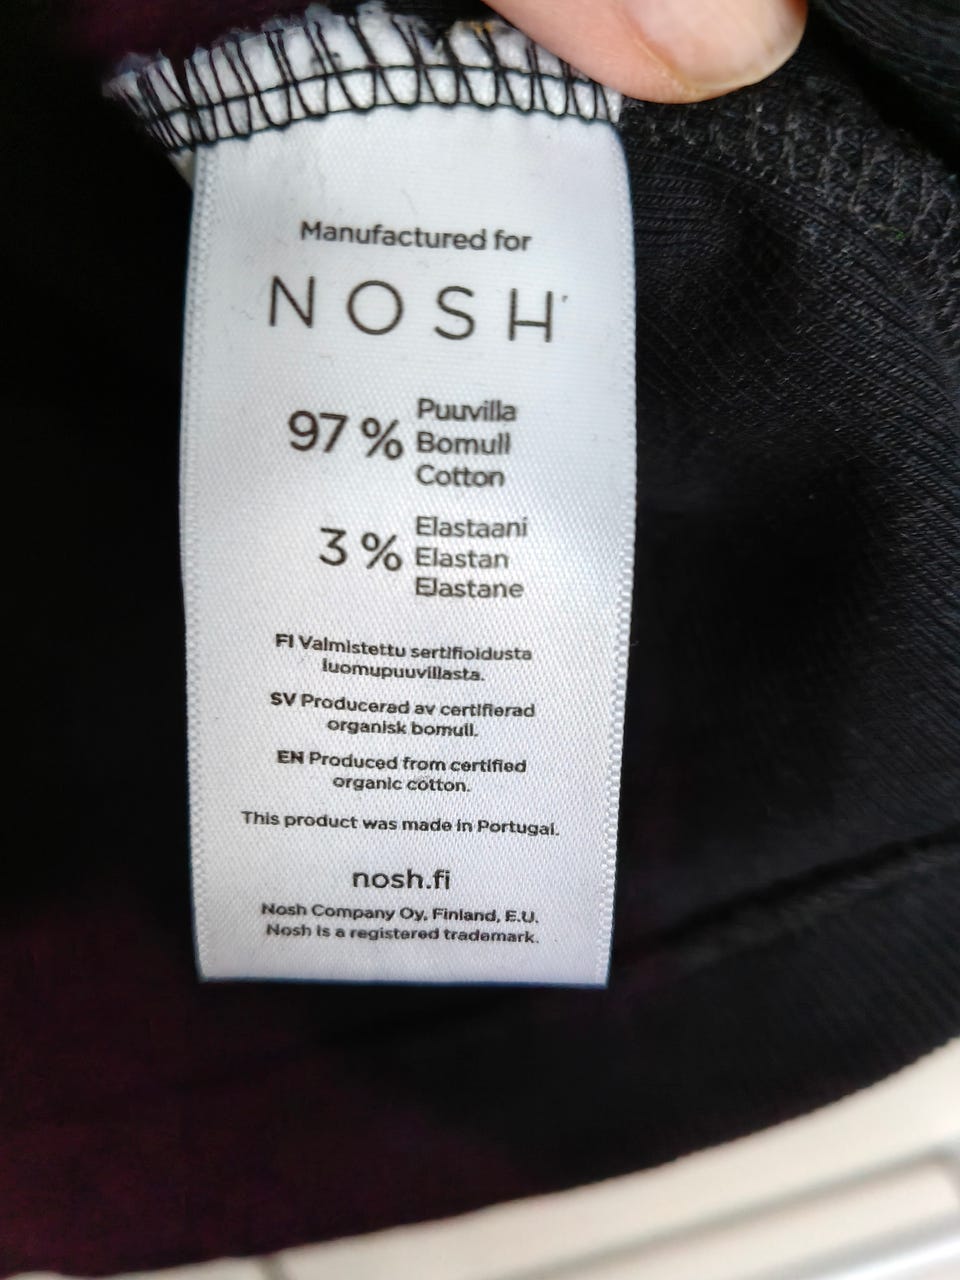 Manufactured for
NOSH
97 % Puuvilla
Bomull
Cotton
3 % Elastaani
Elastan
Elastane
FI Valmistettu sertifioidusta
luomupuuvillasta.
SV Producerad av certifierad
organisk bomull.
EN Produced from certified
organic cotton.
This product was made in Portugal.
nosh.fi
Nosh Company Oy, Finland, E.U.
Nosh is a registered trademark.